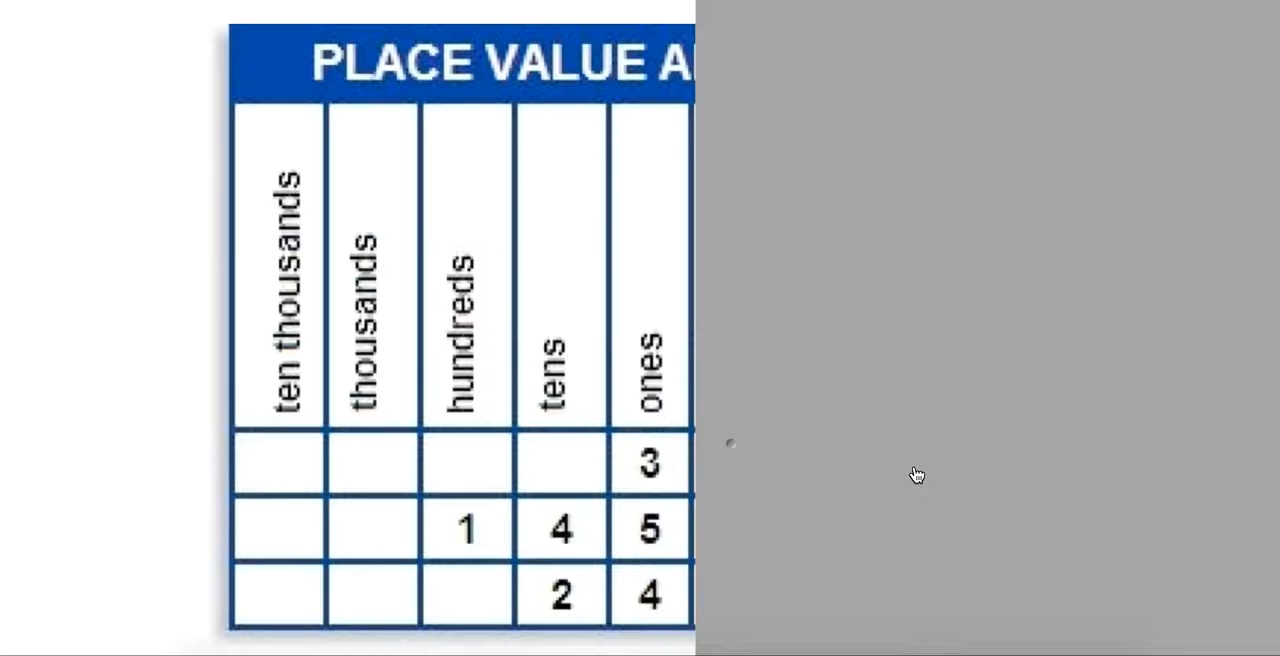 PLACE VALUE A
ten thousands
thousands
hundreds
tens
ones
3
1 4 5
2 4